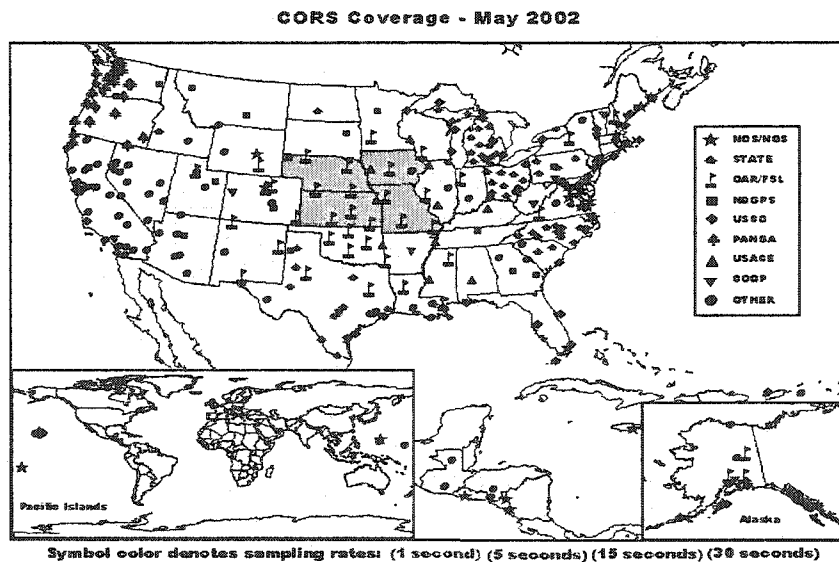 CORS Coverage - May 2002
NOS/NGS
STATE
OAR/FSL
NDGPS
USCG
PANGA
USACE
COOP
OTHER
Pacific Islands
Alaska
Symbol color denotes sampling rates: (1 second) (5 seconds) (15 seconds) (30 seconds)